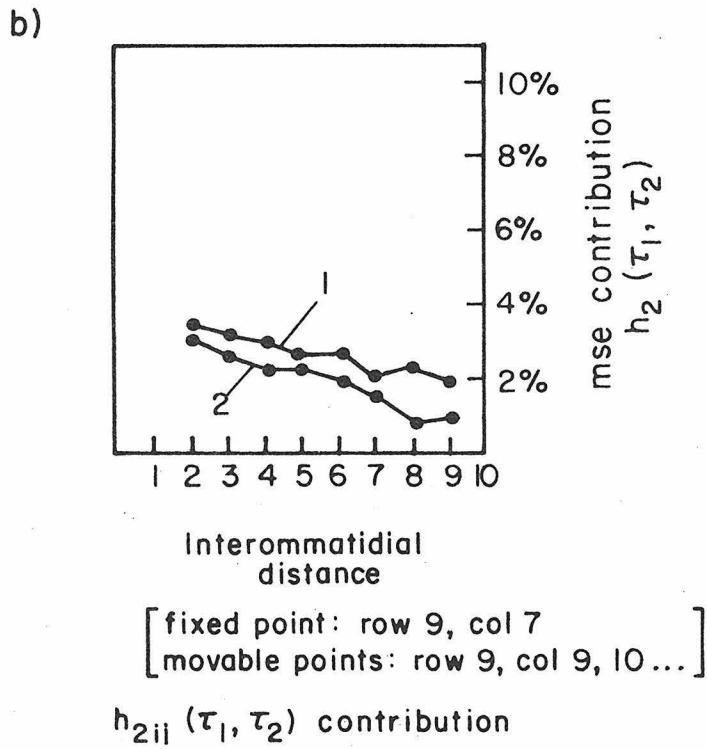 b)
10%
8%
6%
4%
2%
mse contribution
h₂ (τ₁, τ₂)
1
2
1 2 3 4 5 6 7 8 9 10
Interommatidial
distance
[fixed point: row 9, col 7
movable points: row 9, col 9, 10...]
h₂ᵢⱼ (τ₁, τ₂) contribution